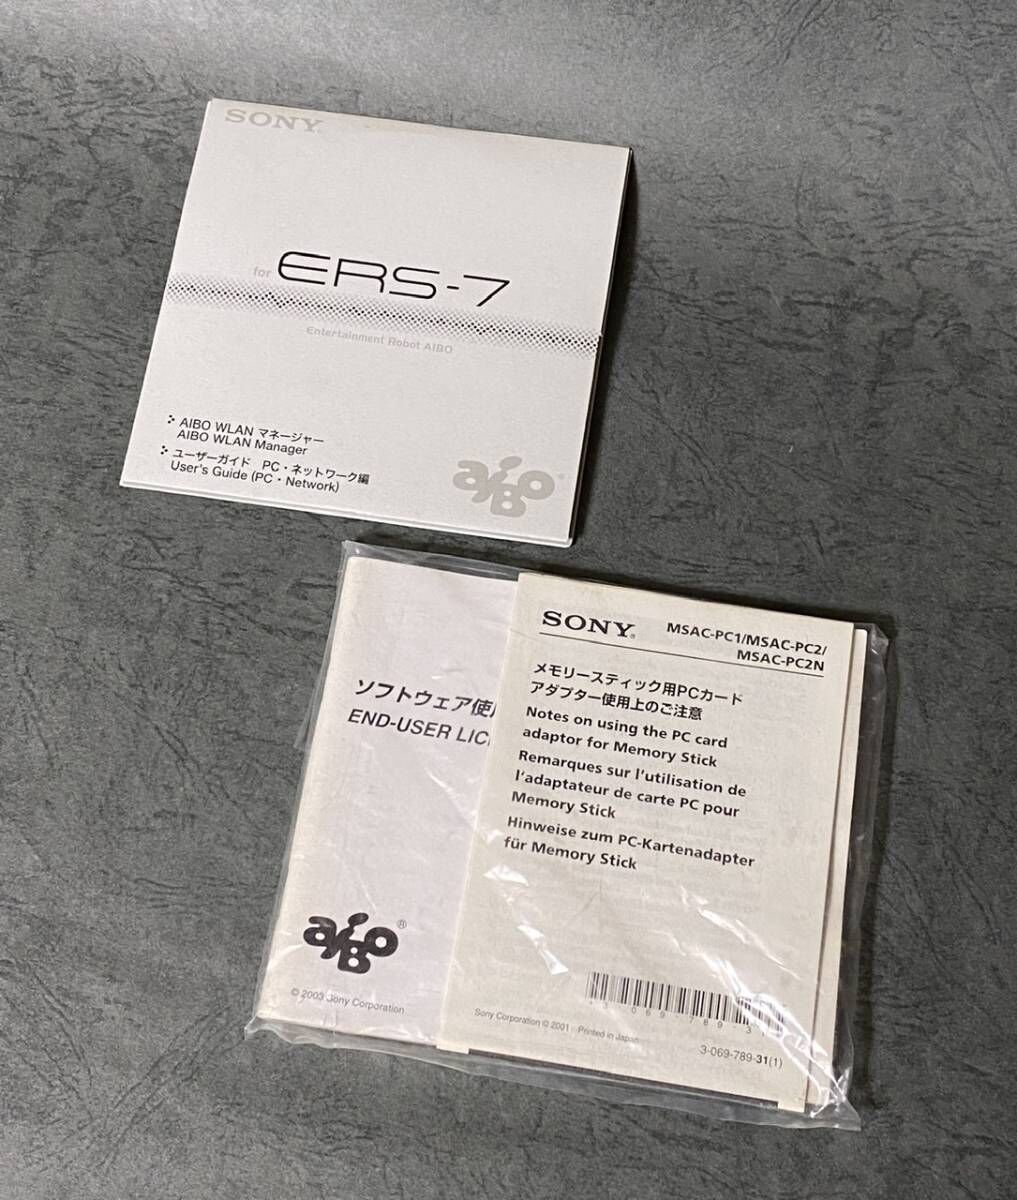 SONY
for ERS-7
Entertainment Robot AIBO
AIBO WLAN マネージャー
AIBO WLAN Manager
ユーザーガイド PC・ネットワーク編
User's Guide (PC・Network)
aiBo®
ソフトウェア使
END-USER LIC
aiBo®
© 2003 Sony Corporation
SONY®
MSAC-PC1/MSAC-PC2/
MSAC-PC2N
メモリースティック用PCカード
アダプター使用上のご注意
Notes on using the PC card
adaptor for Memory Stick
Remarques sur l'utilisation de
l'adaptateur de carte PC pour
Memory Stick
Hinweise zum PC-Kartenadapter
für Memory Stick
Sony Corporation © 2001 Printed in Japan
3-069-789-31(1)